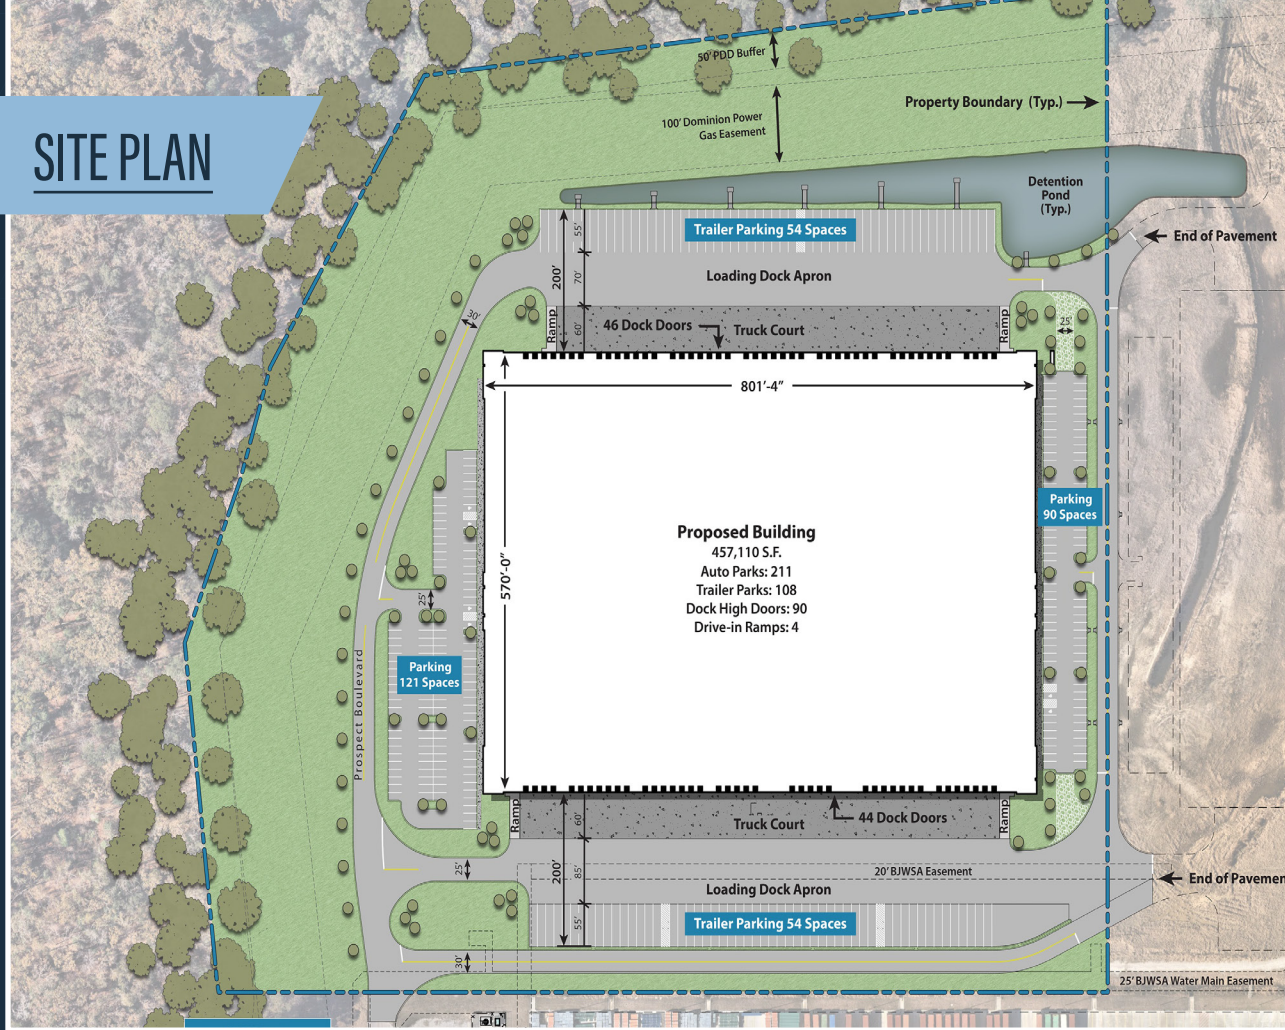 50' PDD Buffer
Property Boundary (Typ.)
100' Dominion Power
Gas Easement
SITE PLAN
Detention
Pond
(Typ.)
Trailer Parking 54 Spaces
End of Pavement
55'
200'
70'
Loading Dock Apron
30'
Ramp
60'
46 Dock Doors
Truck Court
Ramp
25'
801'-4"
Parking
90 Spaces
Proposed Building
457,110 S.F.
Auto Parks: 211
Trailer Parks: 108
Dock High Doors: 90
Drive-in Ramps: 4
570'-0"
25'
Parking
121 Spaces
Prospect Boulevard
Ramp
60'
Truck Court
44 Dock Doors
Ramp
25'
200'
85'
20' BJWSA Easement
Loading Dock Apron
End of Pavemen
55'
Trailer Parking 54 Spaces
30'
25' BJWSA Water Main Easement